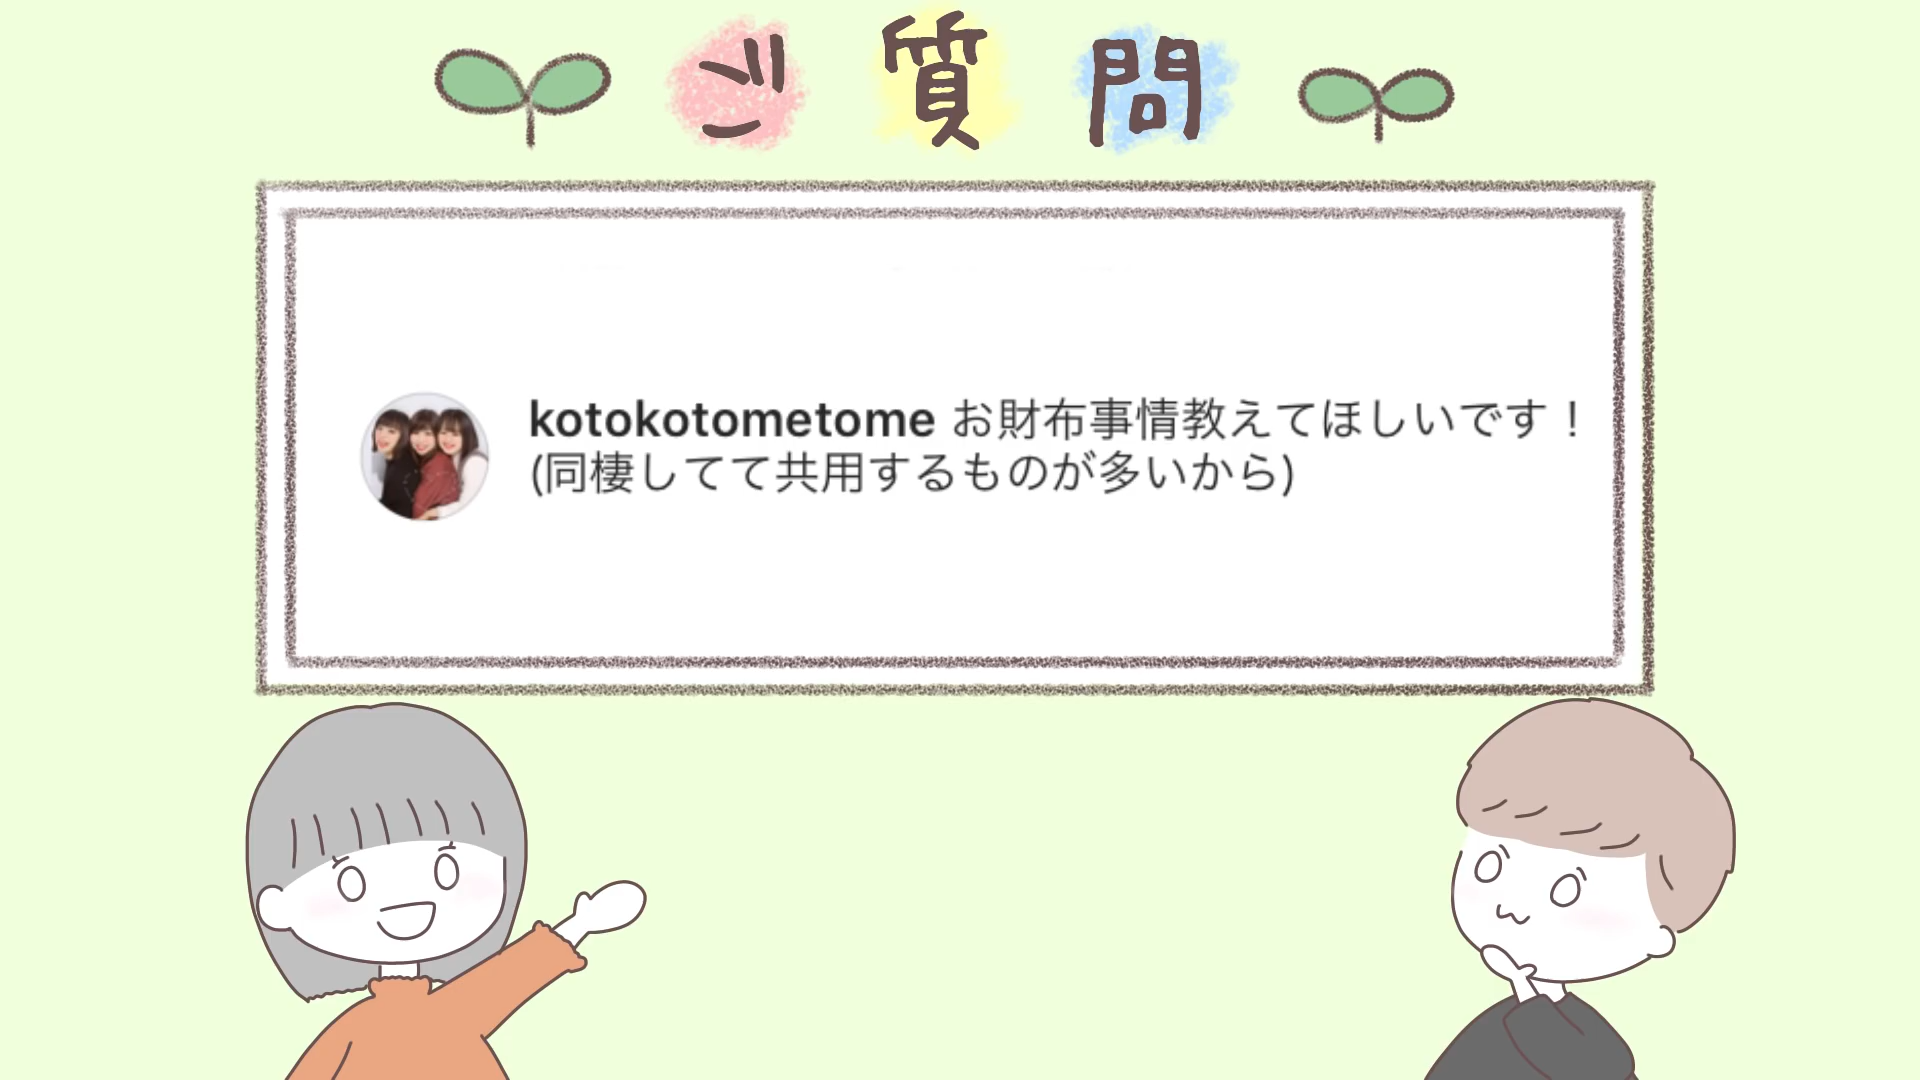 ご質問
kotokotometome お財布事情教えてほしいです！
(同棲してて共用するものが多いから)